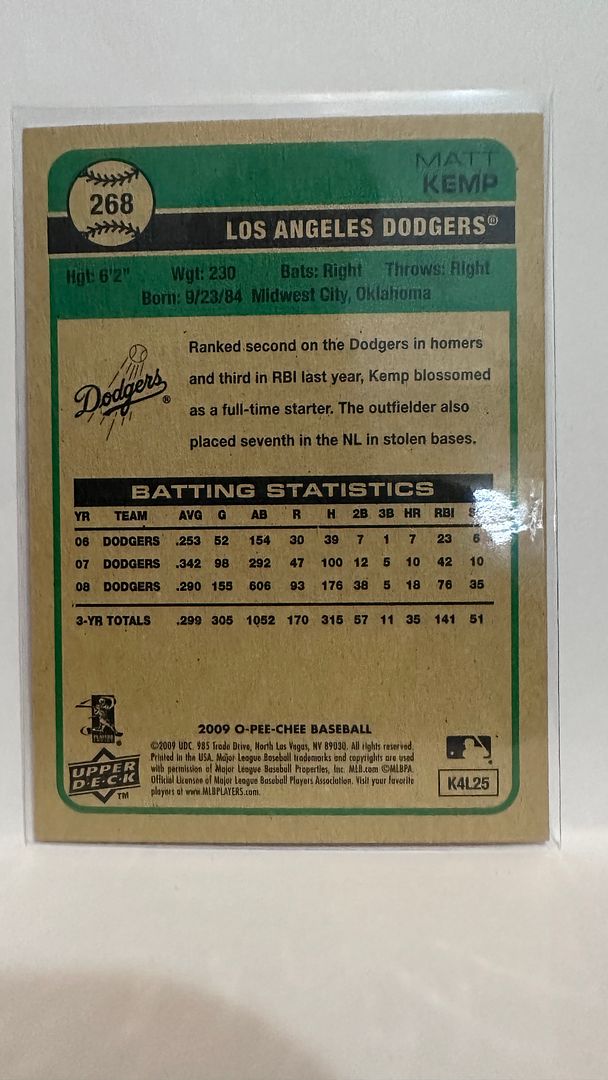 268
MATT
KEMP
LOS ANGELES DODGERS®
Hgt: 6'2" Wgt: 230 Bats: Right Throws: Right
Born: 9/23/84 Midwest City, Oklahoma
Dodgers®
Ranked second on the Dodgers in homers
and third in RBI last year, Kemp blossomed
as a full-time starter. The outfielder also
placed seventh in the NL in stolen bases.
BATTING STATISTICS
YR TEAM AVG G AB R H 2B 3B HR RBI
06 DODGERS .253 52 154 30 39 7 1 7 23 6
07 DODGERS .342 98 292 47 100 12 5 10 42 10
08 DODGERS .290 155 606 93 176 38 5 18 76 35
3-YR TOTALS .299 305 1052 170 315 57 11 35 141 51
2009 O-PEE-CHEE BASEBALL
©2009 UDC. 985 Trade Drive, North Las Vegas, NV 89030. All rights reserved.
Printed in the USA. Major League Baseball trademarks and copyrights are used
with permission of Major League Baseball Properties, Inc. MLB.com ©MLBPA.
Official Licensee of Major League Baseball Players Association. Visit your favorite
players at www.MLBPLAYERS.com.
UPPER
D·E·C·K
TM
K4L25